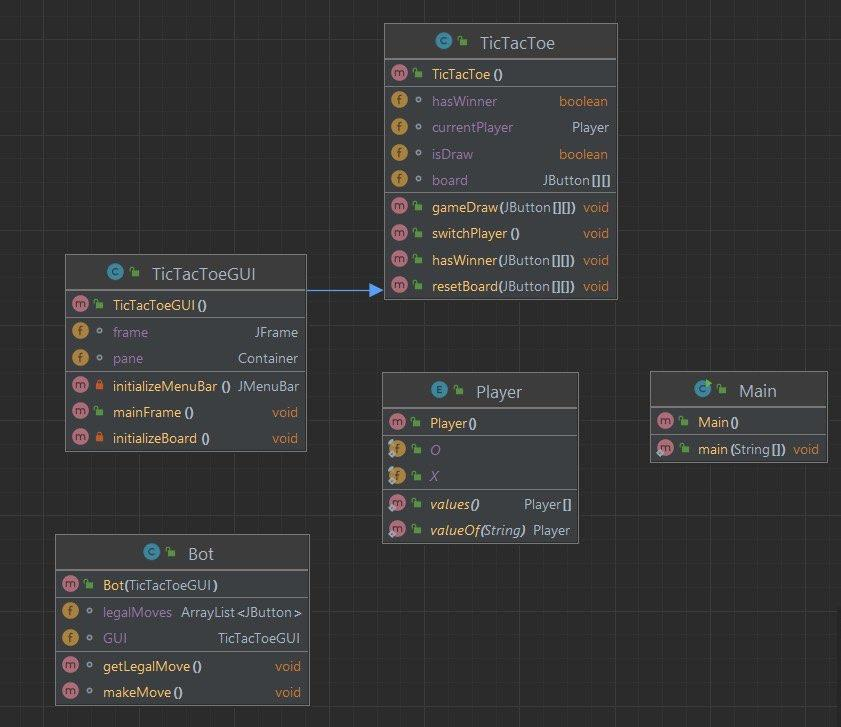 TicTacToe
TicTacToe()
hasWinner boolean
currentPlayer Player
isDraw boolean
board JButton[][]
gameDraw(JButton[][]) void
switchPlayer() void
hasWinner(JButton[][]) void
resetBoard(JButton[][]) void
TicTacToeGUI
TicTacToeGUI()
frame JFrame
pane Container
initializeMenuBar() JMenuBar
mainFrame() void
initializeBoard() void
Player
Player()
O
X
values() Player[]
valueOf(String) Player
Main
Main()
main(String[]) void
Bot
Bot(TicTacToeGUI)
legalMoves ArrayList<JButton>
GUI TicTacToeGUI
getLegalMove() void
makeMove() void